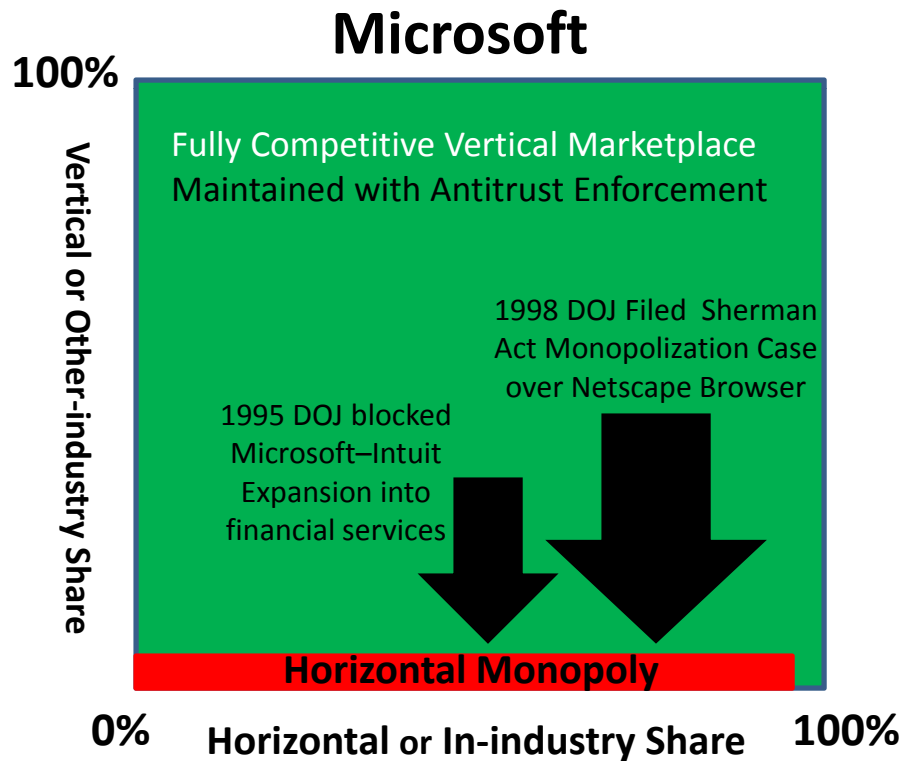 Microsoft
100%
Vertical or Other-industry Share
Fully Competitive Vertical Marketplace
Maintained with Antitrust Enforcement
1998 DOJ Filed Sherman
Act Monopolization Case
over Netscape Browser
1995 DOJ blocked
Microsoft–Intuit
Expansion into
financial services
Horizontal Monopoly
0%
Horizontal or In-industry Share
100%